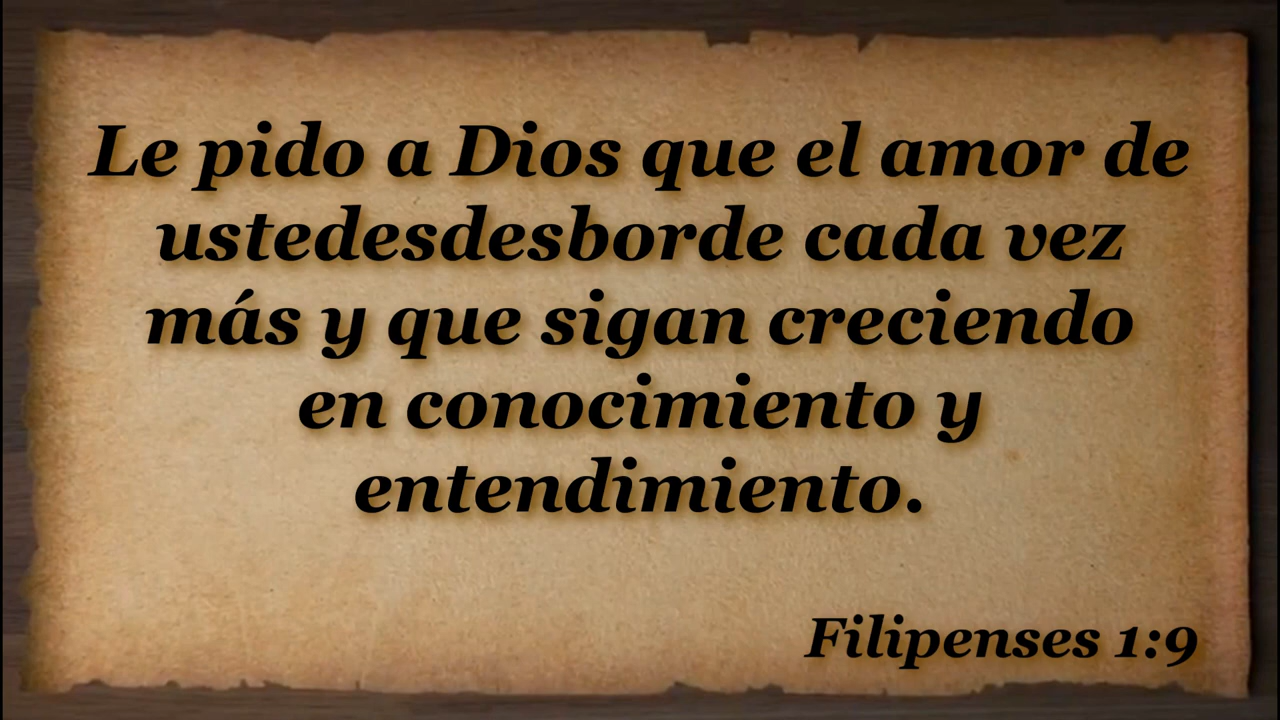 Le pido a Dios que el amor de
ustedesdesborde cada vez
más y que sigan creciendo
en conocimiento y
entendimiento.
Filipenses 1:9